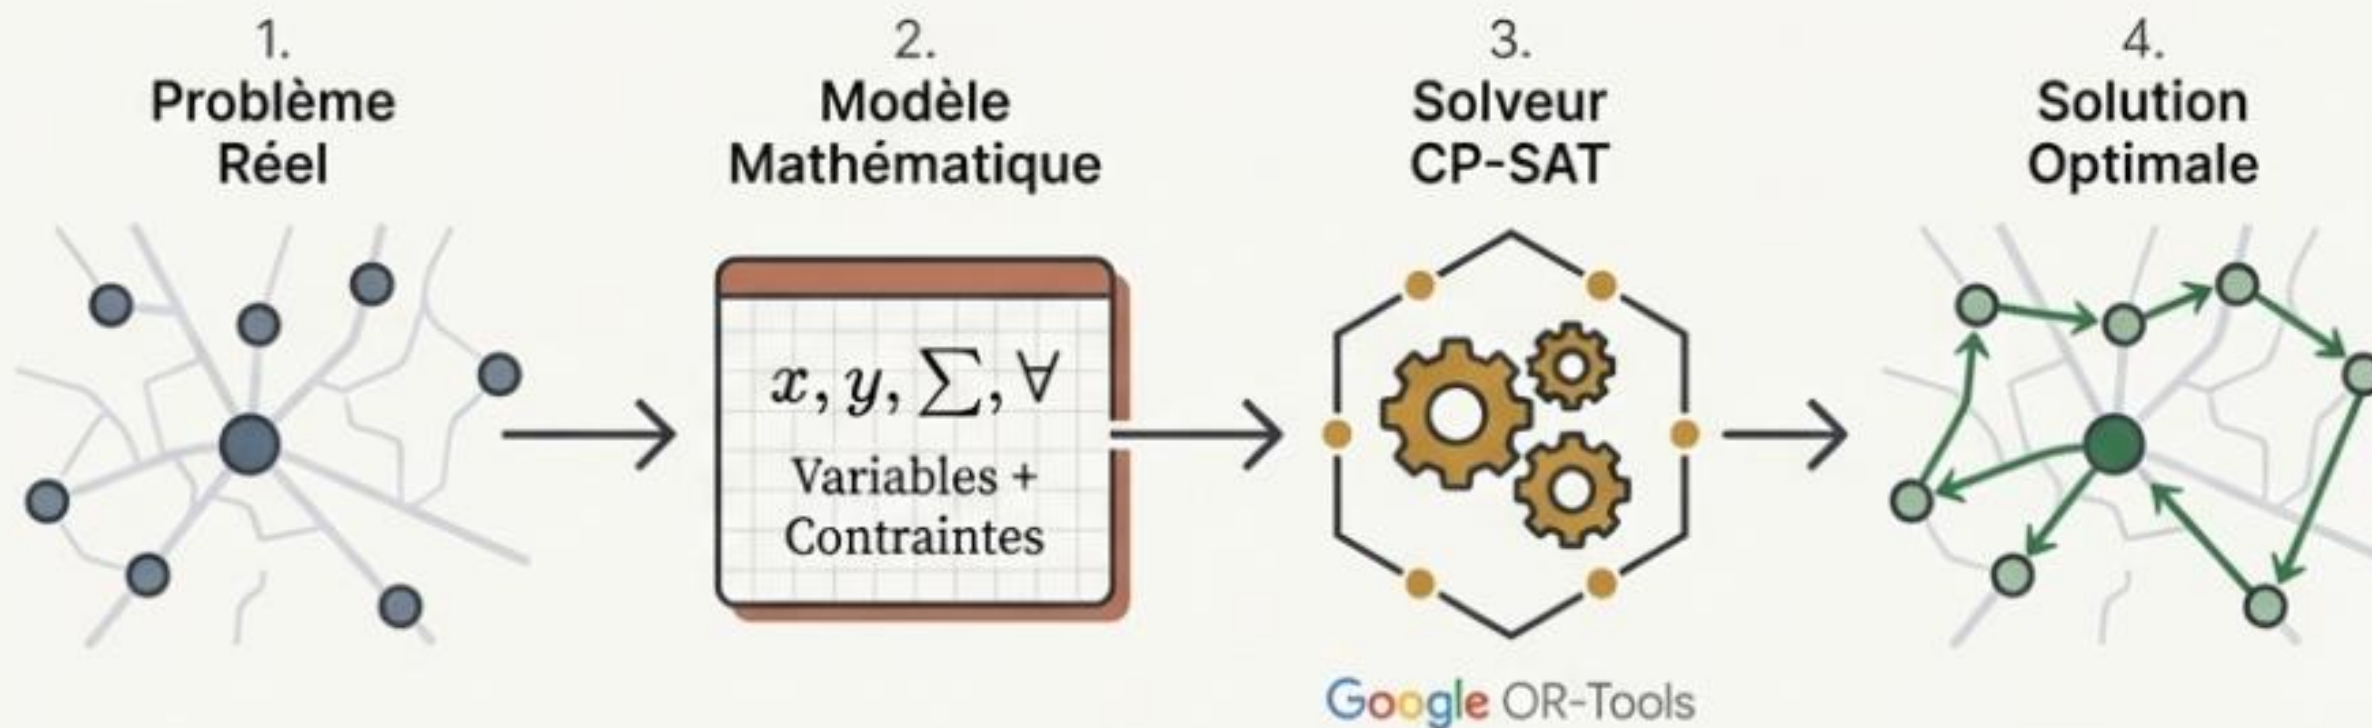 1.
Problème
Réel
2.
Modèle
Mathématique
x, y, ∑, ∀
Variables +
Contraintes
3.
Solveur
CP-SAT
Google OR-Tools
4.
Solution
Optimale